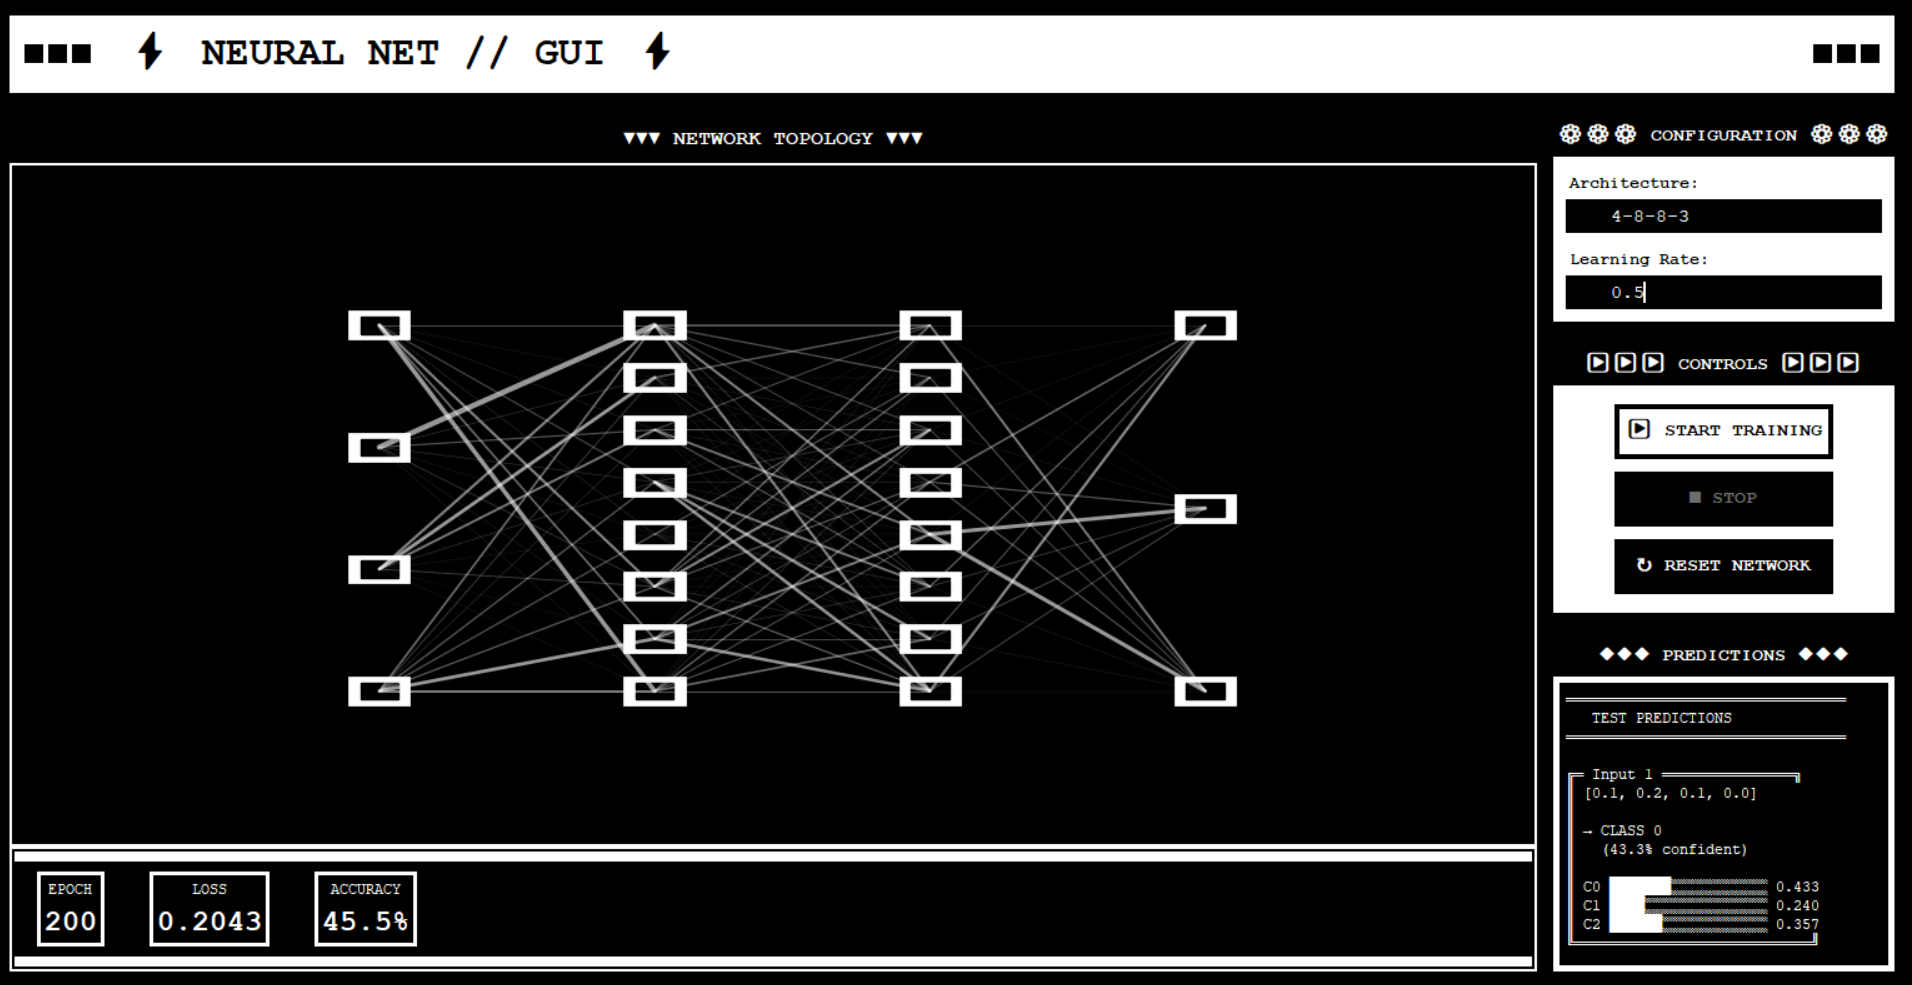 NEURAL NET // GUI
▼▼▼ NETWORK TOPOLOGY ▼▼▼
EPOCH
200
LOSS
0.2043
ACCURACY
45.5%
CONFIGURATION
Architecture:
4-8-8-3
Learning Rate:
0.5
CONTROLS
START TRAINING
■ STOP
↻ RESET NETWORK
◆◆◆ PREDICTIONS ◆◆◆
TEST PREDICTIONS
Input 1
[0.1, 0.2, 0.1, 0.0]
→ CLASS 0
(43.3% confident)
C0 0.433
C1 0.240
C2 0.357